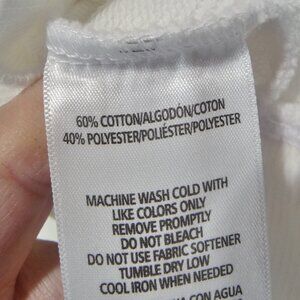 60% COTTON/ALGODÓN/COTON
40% POLYESTER/POLIÉSTER/POLYESTER
MACHINE WASH COLD WITH
LIKE COLORS ONLY
REMOVE PROMPTLY
DO NOT BLEACH
DO NOT USE FABRIC SOFTENER
TUMBLE DRY LOW
COOL IRON WHEN NEEDED
CON AGUA